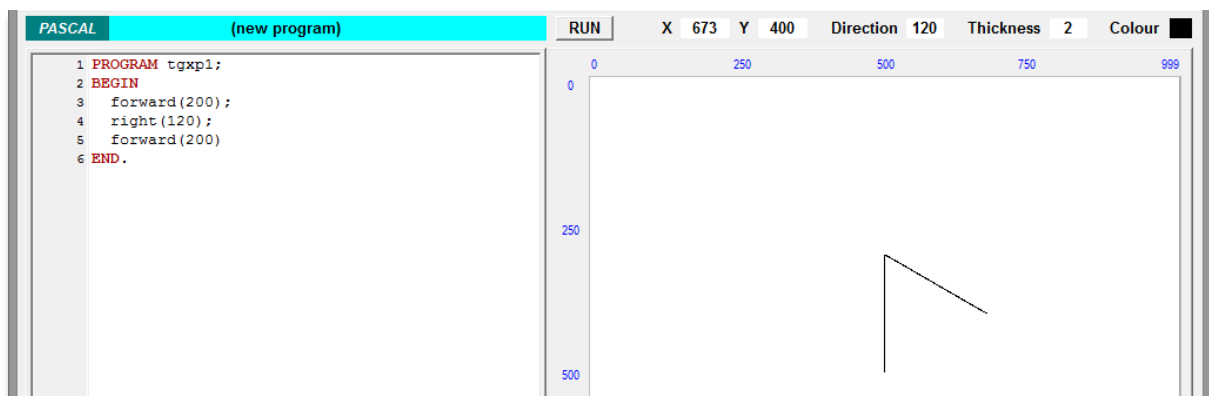 PASCAL (new program) RUN X 673 Y 400 Direction 120 Thickness 2 Colour
1 PROGRAM tgxp1;
2 BEGIN
3 forward(200);
4 right(120);
5 forward(200)
6 END.
0 250 500 750 999
0
250
500